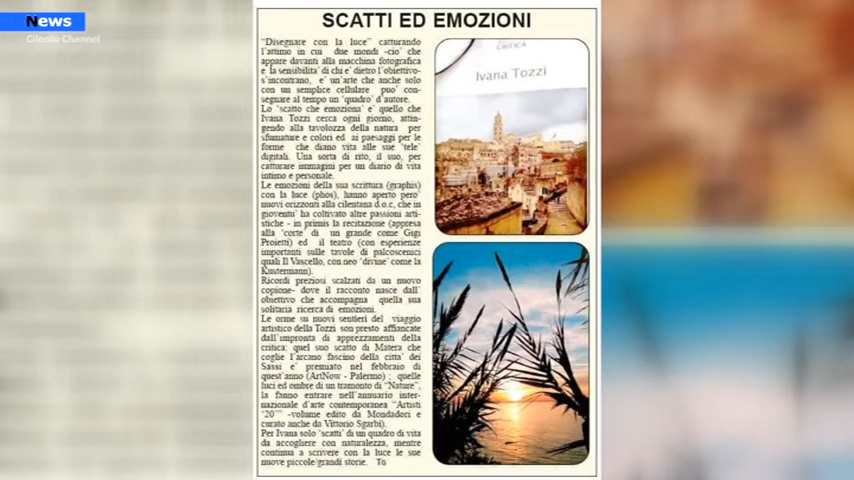 News
Cilento Channel
SCATTI ED EMOZIONI
“Disegnare con la luce” catturando
l’attimo in cui due mondi -cio’ che
appare davanti alla macchina fotografica
e la sensibilita’ di chi e’ dietro l’obiettivo-
s’incontrano, e’ un’arte che anche solo
con un semplice cellulare puo’ con-
segnare al tempo un ‘quadro’ d’autore.
Lo ‘scatto che emoziona’ e’ quello che
Ivana Tozzi cerca ogni giorno, attin-
gendo alla tavolozza della natura per
sfumature e colori ed ai paesaggi per le
forme che diano vita alle sue ‘tele’
digitali. Una sorta di rito, il suo, per
catturare immagini per un diario di vita
intimo e personale.
Le emozioni della sua scrittura (graphis)
con la luce (phos), hanno aperto pero’
nuovi orizzonti alla cilentana d.o.c, che in
gioventu’ ha coltivato altre passioni arti-
stiche - in primis la recitazione (appresa
alla ‘corte’ di un grande come Gigi
Proietti) ed il teatro (con esperienze
importanti sulle tavole di palcoscenici
quali Il Vascello, con neo ‘divine’ come la
Kustermann).
Ricordi preziosi scalzati da un nuovo
copione- dove il racconto nasce dall’
obiettivo che accompagna quella sua
solitaria ricerca di emozioni.
Le orme su nuovi sentieri del viaggio
artistico della Tozzi son presto affiancate
dall’impronta di apprezzamenti della
critica: quel suo scatto di Matera che
coglie l’arcano fascino della citta’ dei
Sassi e’ premiato nel febbraio di
quest’anno (ArtNow - Palermo) ; quelle
luci ed ombre di un tramonto di “Nature”,
la fanno entrare nell’annuario inter-
nazionale d’arte contemporanea “Artisti
‘20”” -volume edito da Mondadori e
curato anche da Vittorio Sgarbi).
Per Ivana solo ‘scatti’ di un quadro di vita
da accogliere con naturalezza, mentre
continua a scrivere con la luce le sue
nuove piccole/grandi storie. To
CRITICA
Ivana Tozzi